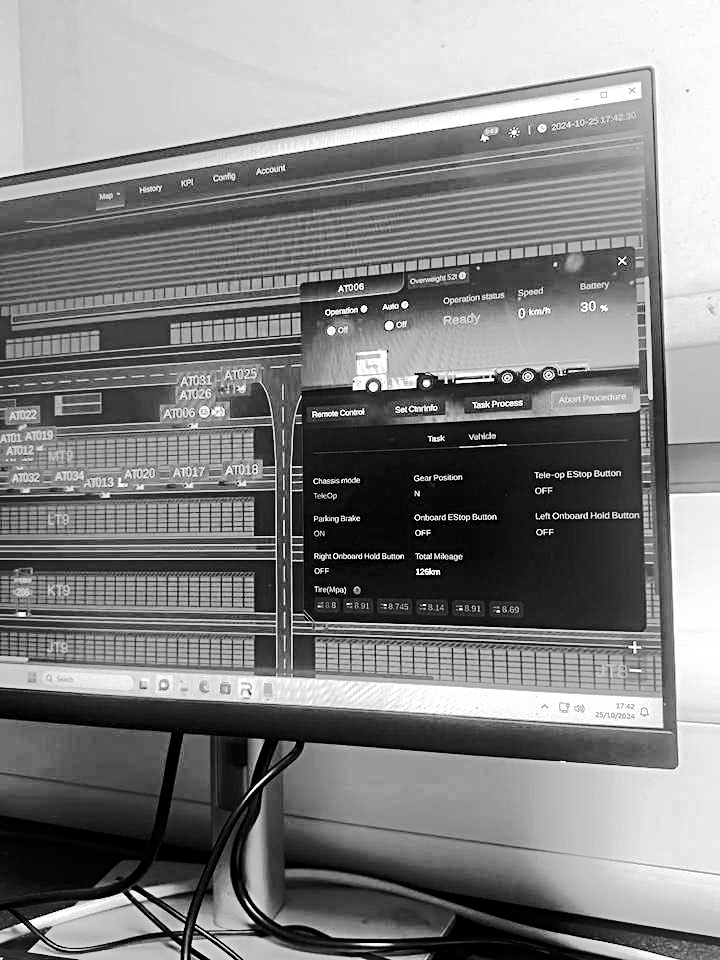 043 2024-10-25 17:42:30
Map History KPI Config Account
AT006 Overweight 52t
Operation Auto Operation status Speed Battery
Off Off Ready 0 km/h 30 %
AT031 AT025
AT026
AT022 AT006
AT01 AT019
AT012 MT9
AT032 AT034 AT013 AT020 AT017 AT018
LT9
KT9
JT9
Remote Control Set CtnrInfo Task Process Abort Procedure
Task Vehicle
Chassis mode Gear Position Tele-op EStop Button
TeleOp N OFF
Parking Brake Onboard EStop Button Left Onboard Hold Button
ON OFF OFF
Right Onboard Hold Button Total Mileage
OFF 126km
Tire(Mpa)
8.8 8.91 8.745 8.14 8.91 8.69
JT8
Search
17:42
25/10/2024